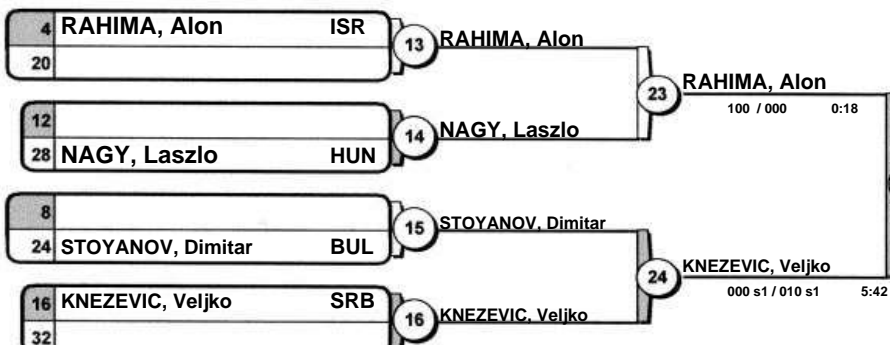 4 RAHIMA, Alon ISR
20
13 RAHIMA, Alon
12
28 NAGY, Laszlo HUN
14 NAGY, Laszlo
23 RAHIMA, Alon
100 / 000 0:18
8
24 STOYANOV, Dimitar BUL
15 STOYANOV, Dimitar
16 KNEZEVIC, Veljko SRB
32
16 KNEZEVIC, Veljko
24 KNEZEVIC, Veljko
000 s1 / 010 s1 5:42